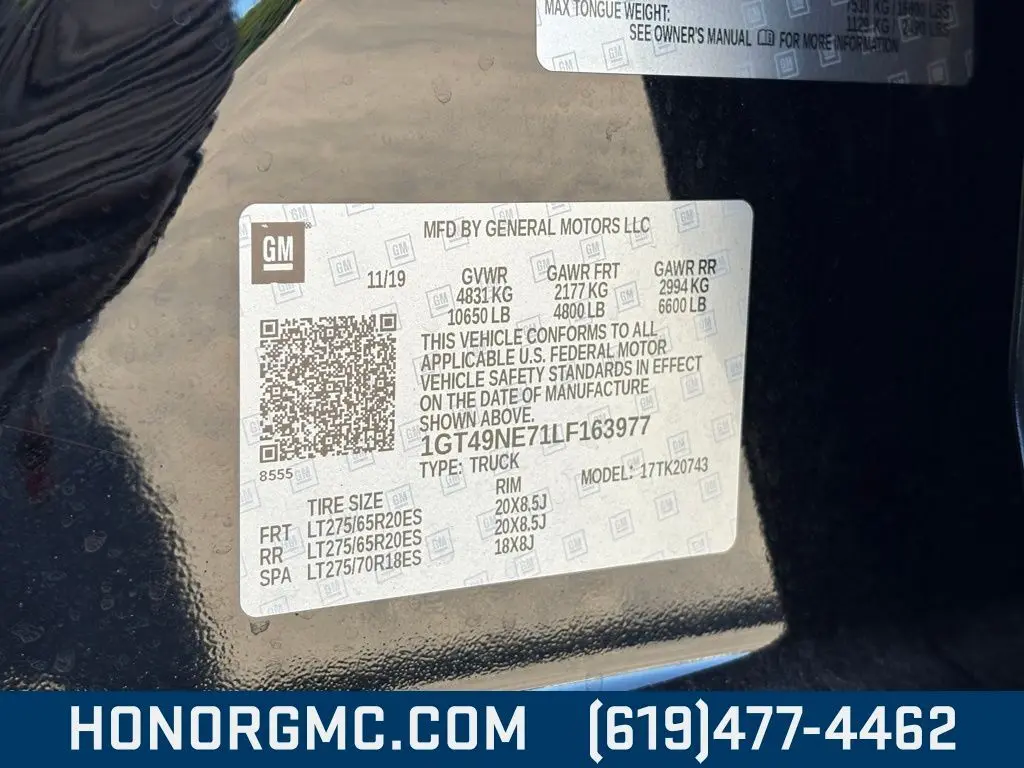 MAX TONGUE WEIGHT:
SEE OWNER'S MANUAL FOR MORE INFORMATION
GM
MFD BY GENERAL MOTORS LLC
11/19
GVWR GAWR FRT GAWR RR
4831 KG 2177 KG 2994 KG
10650 LB 4800 LB 6600 LB
THIS VEHICLE CONFORMS TO ALL
APPLICABLE U.S. FEDERAL MOTOR
VEHICLE SAFETY STANDARDS IN EFFECT
ON THE DATE OF MANUFACTURE
SHOWN ABOVE.
1GT49NE71LF163977
8555
TYPE: TRUCK MODEL: 17TK20743
TIRE SIZE RIM
FRT LT275/65R20ES 20X8.5J
RR LT275/65R20ES 20X8.5J
SPA LT275/70R18ES 18X8J
HONORGMC.COM (619)477-4462